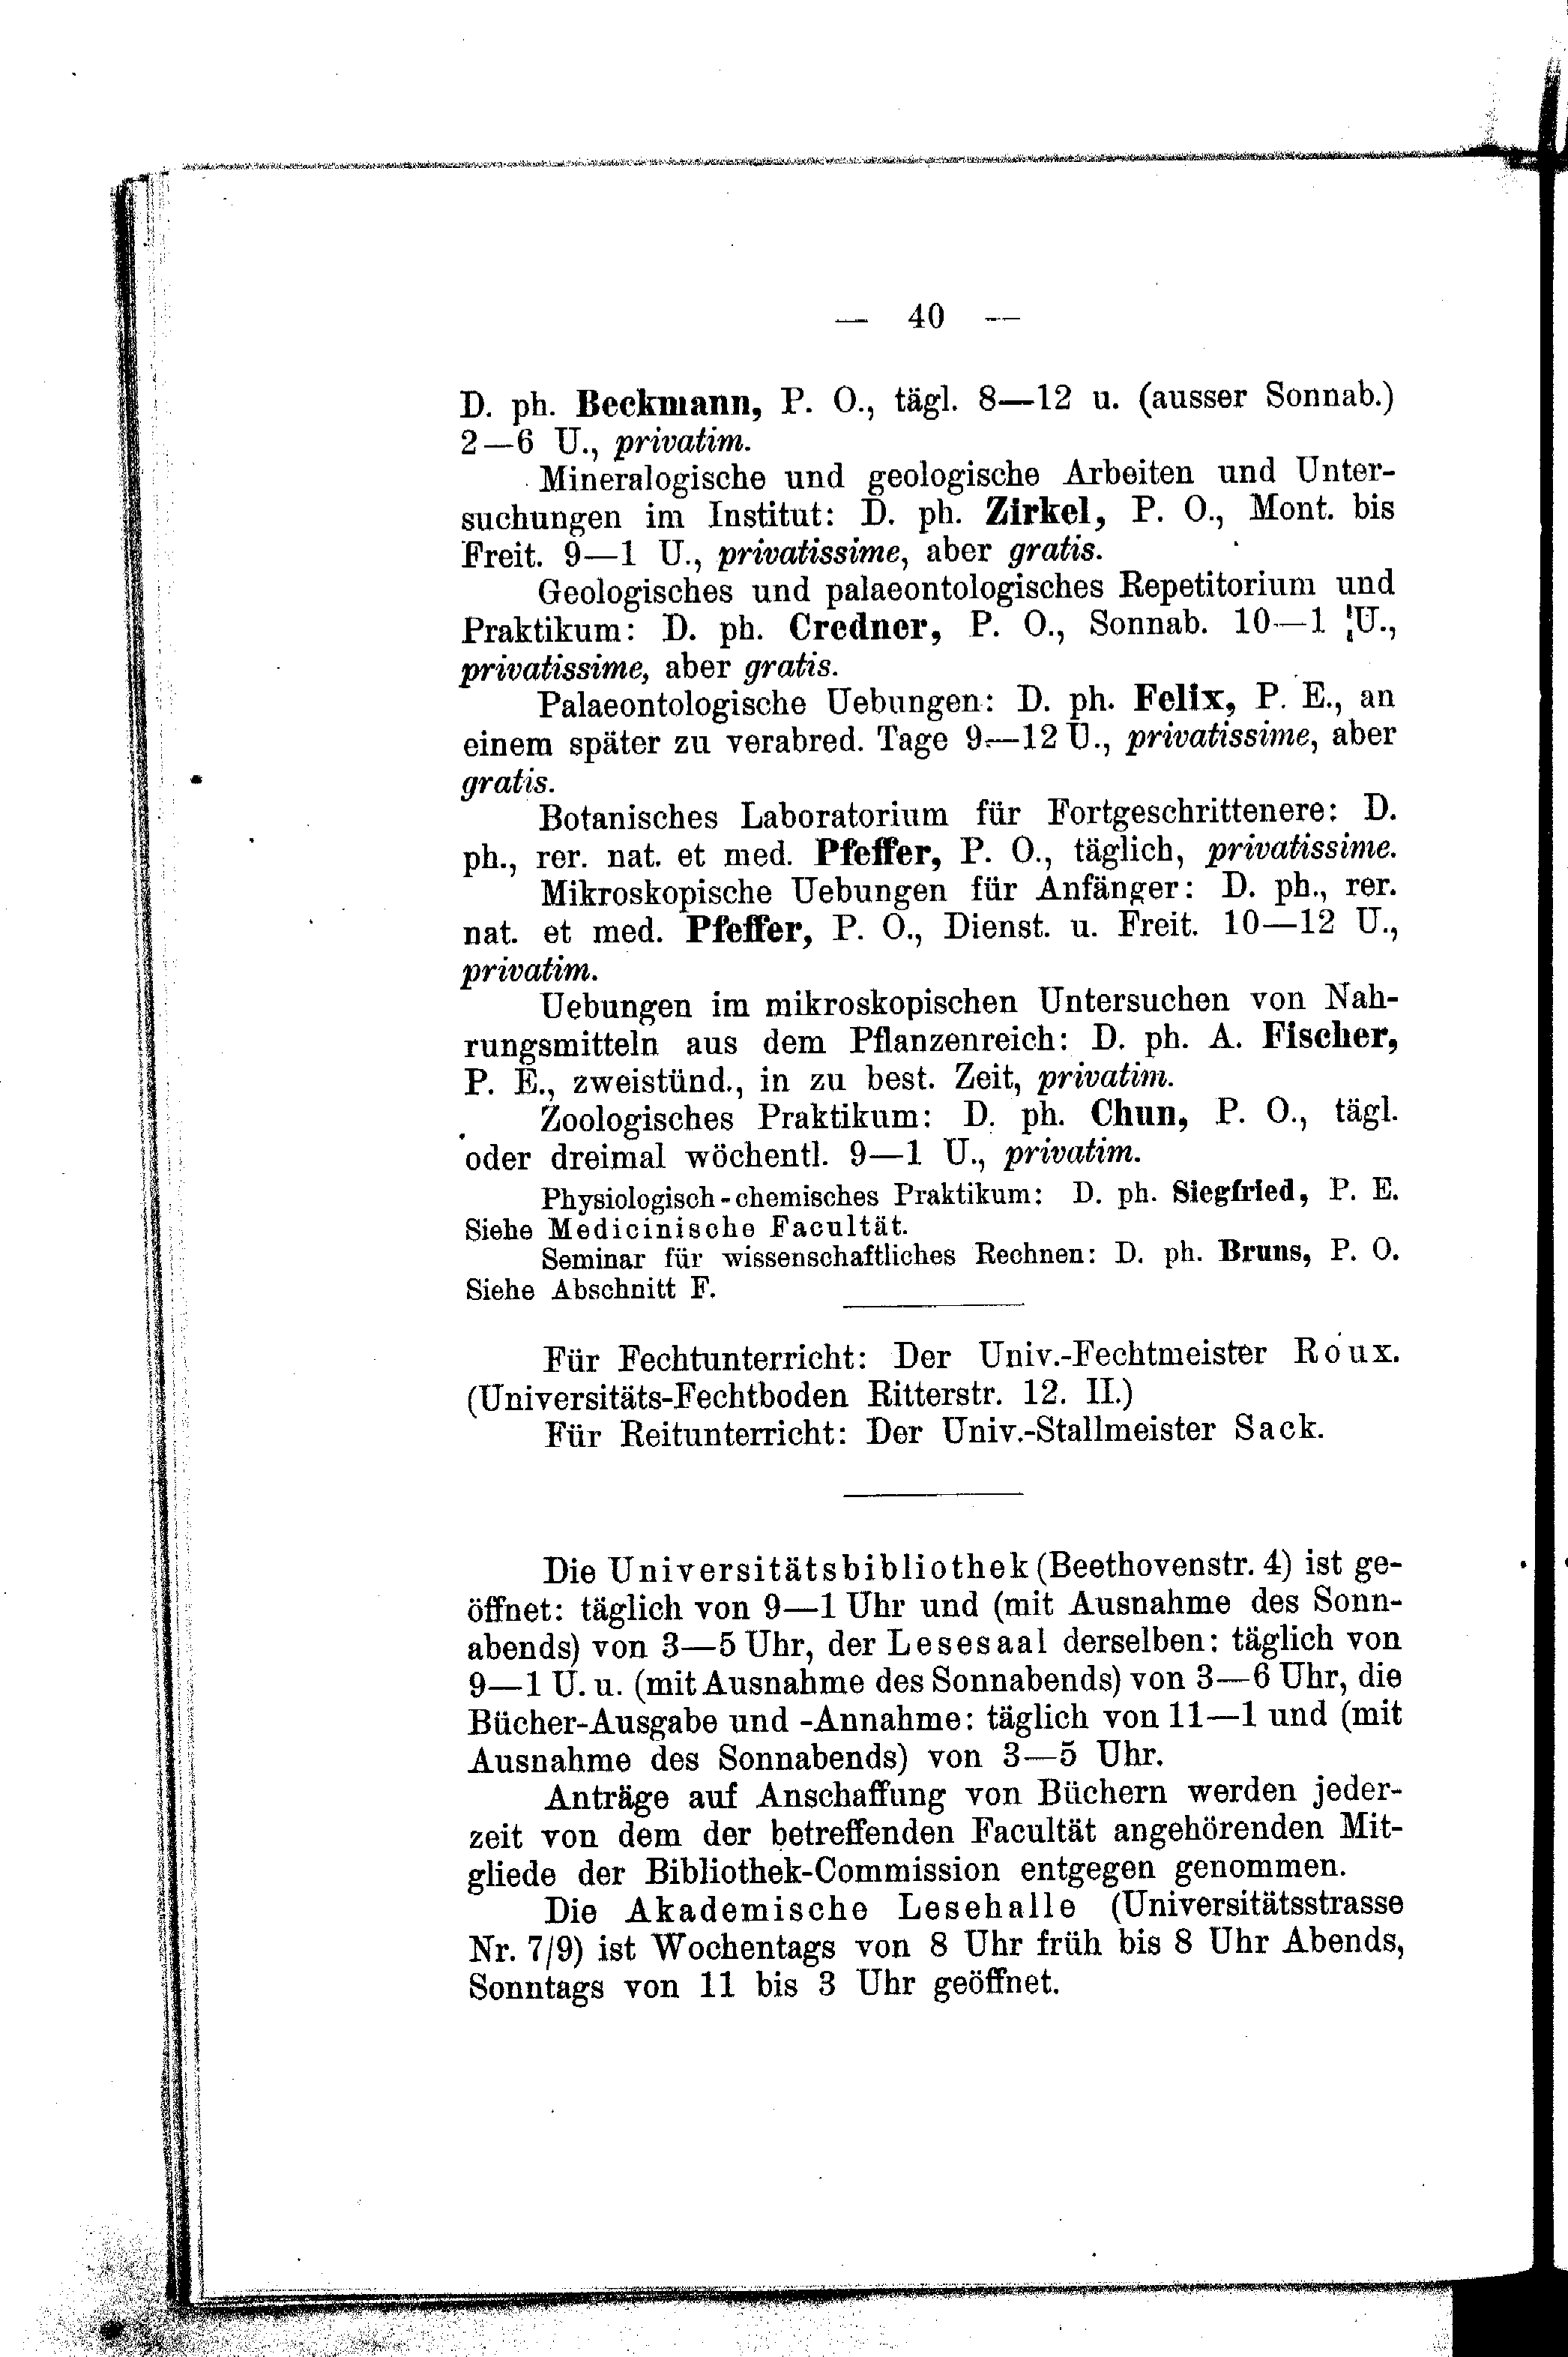 — 40 —
D. ph. Beckmann, P. O., tägl. 8—12 u. (ausser Sonnab.)
2—6 U., privatim.
Mineralogische und geologische Arbeiten und Unter-
suchungen im Institut: D. ph. Zirkel, P. O., Mont. bis
Freit. 9—1 U., privatissime, aber gratis.
Geologisches und palaeontologisches Repetitorium und
Praktikum: D. ph. Credner, P. O., Sonnab. 10—1 U.,
privatissime, aber gratis.
Palaeontologische Uebungen: D. ph. Felix, P. E., an
einem später zu verabred. Tage 9—12 U., privatissime, aber
gratis.
Botanisches Laboratorium für Fortgeschrittenere: D.
ph., rer. nat. et med. Pfeffer, P. O., täglich, privatissime.
Mikroskopische Uebungen für Anfänger: D. ph., rer.
nat. et med. Pfeffer, P. O., Dienst. u. Freit. 10—12 U.,
privatim.
Uebungen im mikroskopischen Untersuchen von Nah-
rungsmitteln aus dem Pflanzenreich: D. ph. A. Fischer,
P. E., zweistünd., in zu best. Zeit, privatim.
Zoologisches Praktikum: D. ph. Chun, P. O., tägl.
oder dreimal wöchentl. 9—1 U., privatim.
Physiologisch-chemisches Praktikum: D. ph. Siegfried, P. E.
Siehe Medicinische Facultät.
Seminar für wissenschaftliches Rechnen: D. ph. Bruns, P. O.
Siehe Abschnitt F.
Für Fechtunterricht: Der Univ.-Fechtmeister Roux.
(Universitäts-Fechtboden Ritterstr. 12. II.)
Für Reitunterricht: Der Univ.-Stallmeister Sack.
Die Universitätsbibliothek (Beethovenstr. 4) ist ge-
öffnet: täglich von 9—1 Uhr und (mit Ausnahme des Sonn-
abends) von 3—5 Uhr, der Lesesaal derselben: täglich von
9—1 U. u. (mit Ausnahme des Sonnabends) von 3—6 Uhr, die
Bücher-Ausgabe und -Annahme: täglich von 11—1 und (mit
Ausnahme des Sonnabends) von 3—5 Uhr.
Anträge auf Anschaffung von Büchern werden jeder-
zeit von dem der betreffenden Facultät angehörenden Mit-
gliede der Bibliothek-Commission entgegen genommen.
Die Akademische Lesehalle (Universitätsstrasse
Nr. 7/9) ist Wochentags von 8 Uhr früh bis 8 Uhr Abends,
Sonntags von 11 bis 3 Uhr geöffnet.